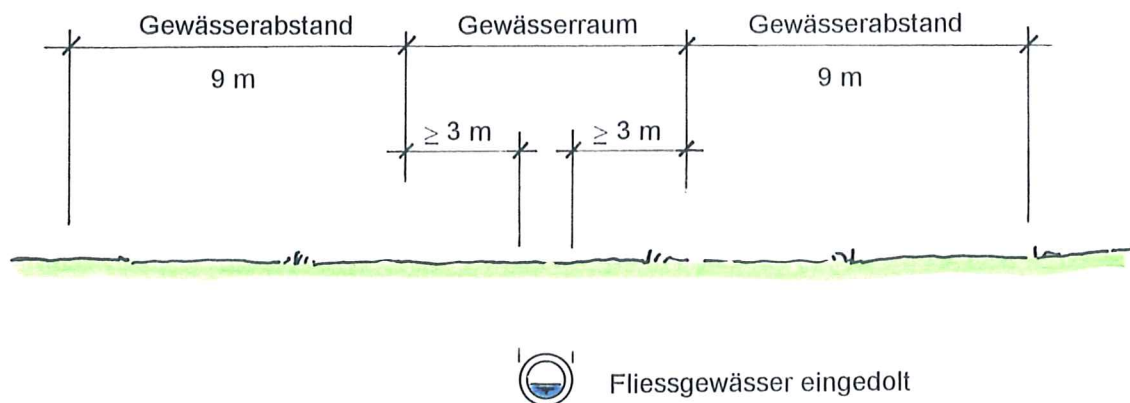 Gewässerabstand Gewässerraum Gewässerabstand
9 m 9 m
≥ 3 m ≥ 3 m
Fliessgewässer eingedolt